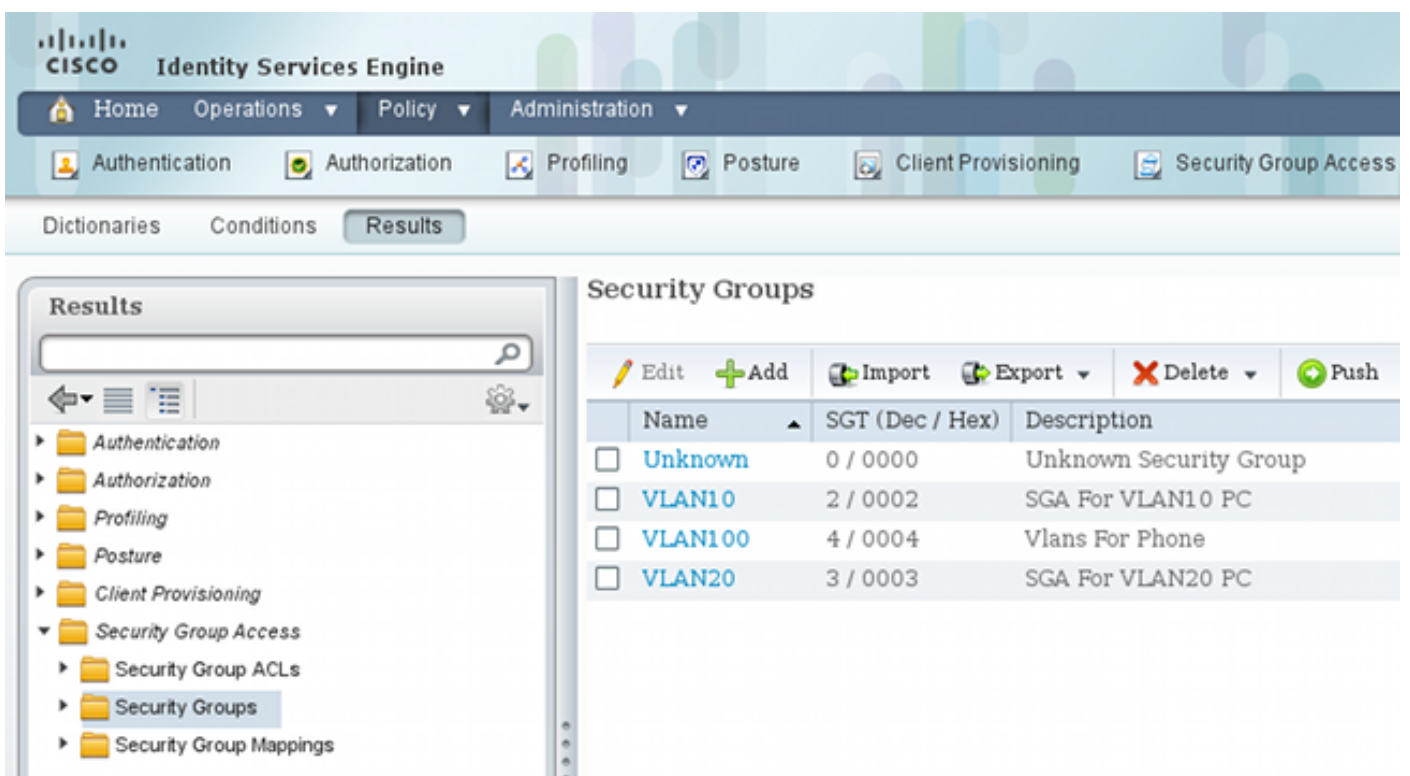 CISCO Identity Services Engine
Home Operations Policy Administration
Authentication Authorization Profiling Posture Client Provisioning Security Group Access
Dictionaries Conditions Results
Results
Authentication
Authorization
Profiling
Posture
Client Provisioning
Security Group Access
Security Group ACLs
Security Groups
Security Group Mappings
Security Groups
Edit Add Import Export Delete Push
Name SGT (Dec / Hex) Description
Unknown 0 / 0000 Unknown Security Group
VLAN10 2 / 0002 SGA For VLAN10 PC
VLAN100 4 / 0004 Vlans For Phone
VLAN20 3 / 0003 SGA For VLAN20 PC